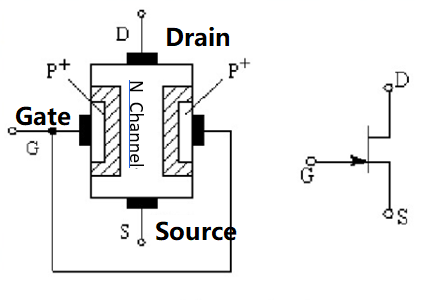 D Drain
P+ P+
N Channel
Gate
G
S Source
D
G
S